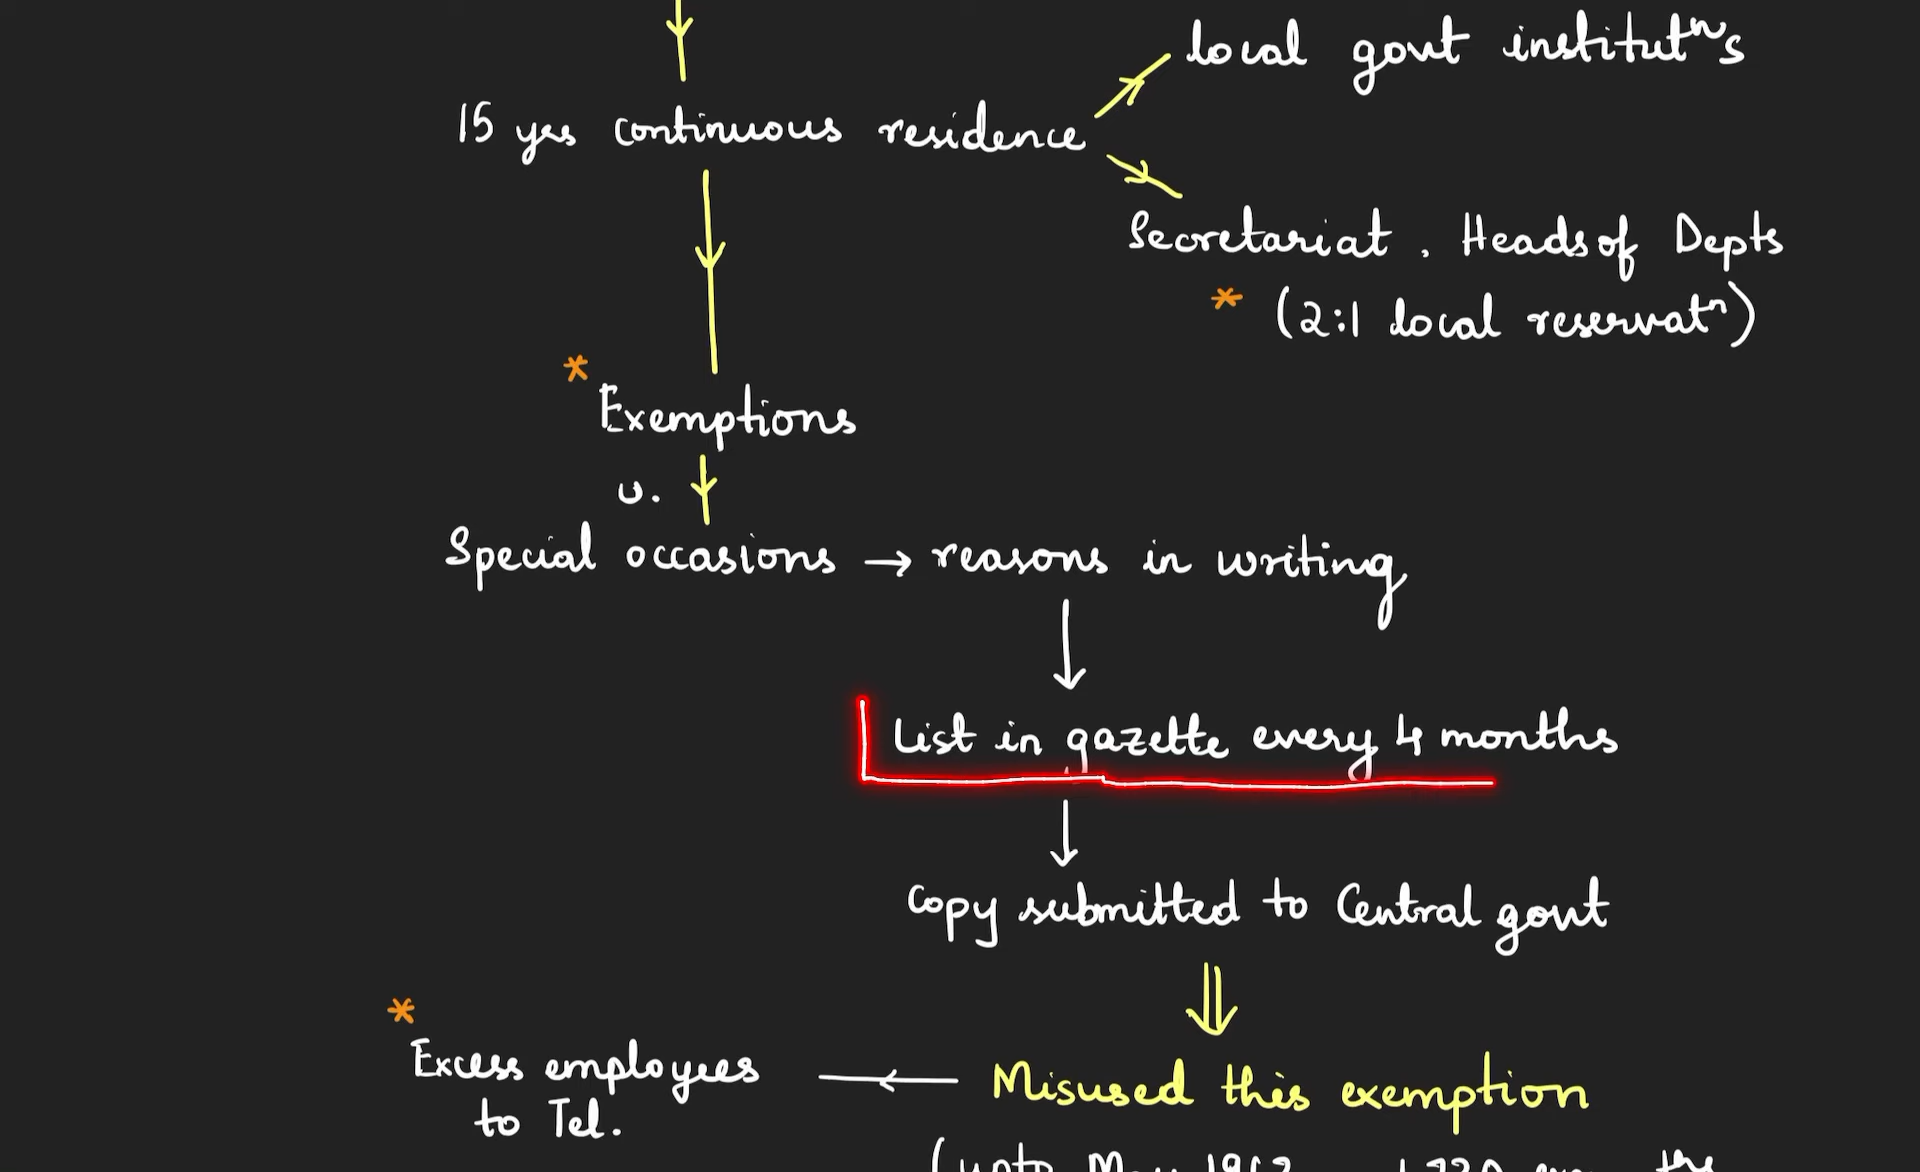 local govt institutns
15 yrs continuous residence
Secretariat, Heads of Depts
* (2:1 local reservatn)
*
Exemptions
U.
Special occasions → reasons in writing
List in gazette every 4 months
Copy submitted to Central govt
*
Excess employees
to Tel.
Misused this exemption
(upto